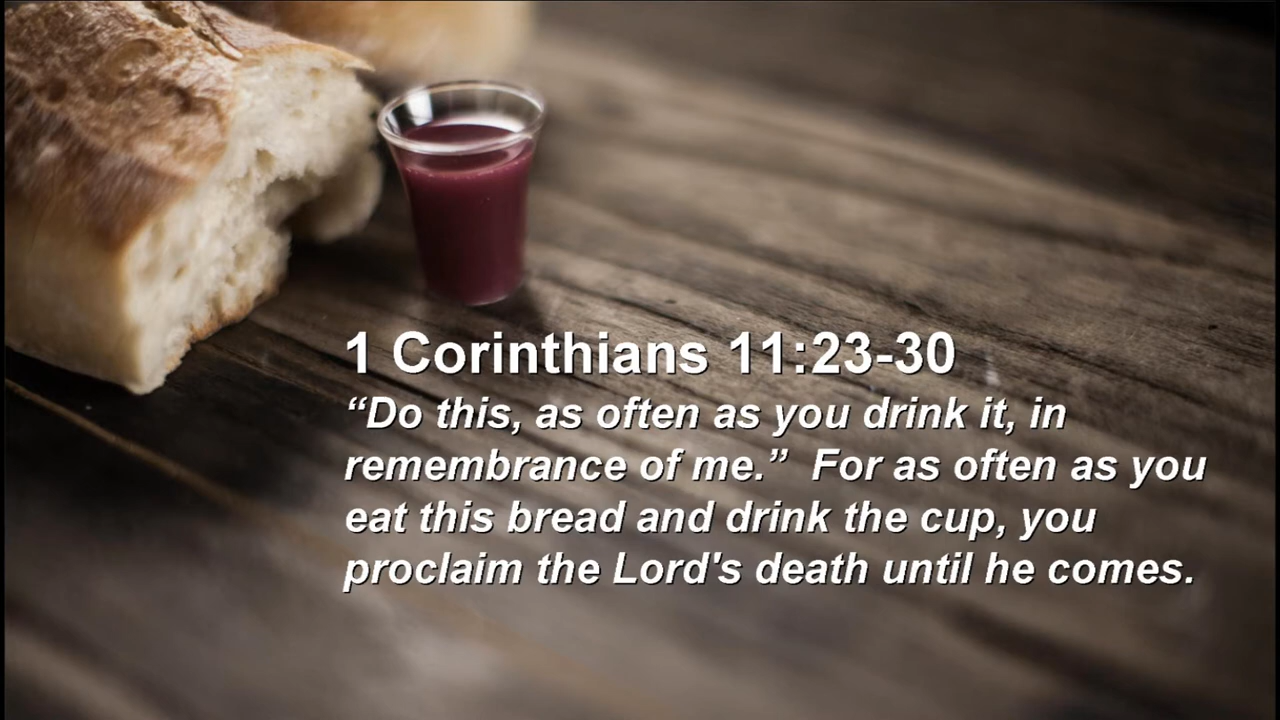 1 Corinthians 11:23-30
“Do this, as often as you drink it, in
remembrance of me.”  For as often as you
eat this bread and drink the cup, you
proclaim the Lord's death until he comes.